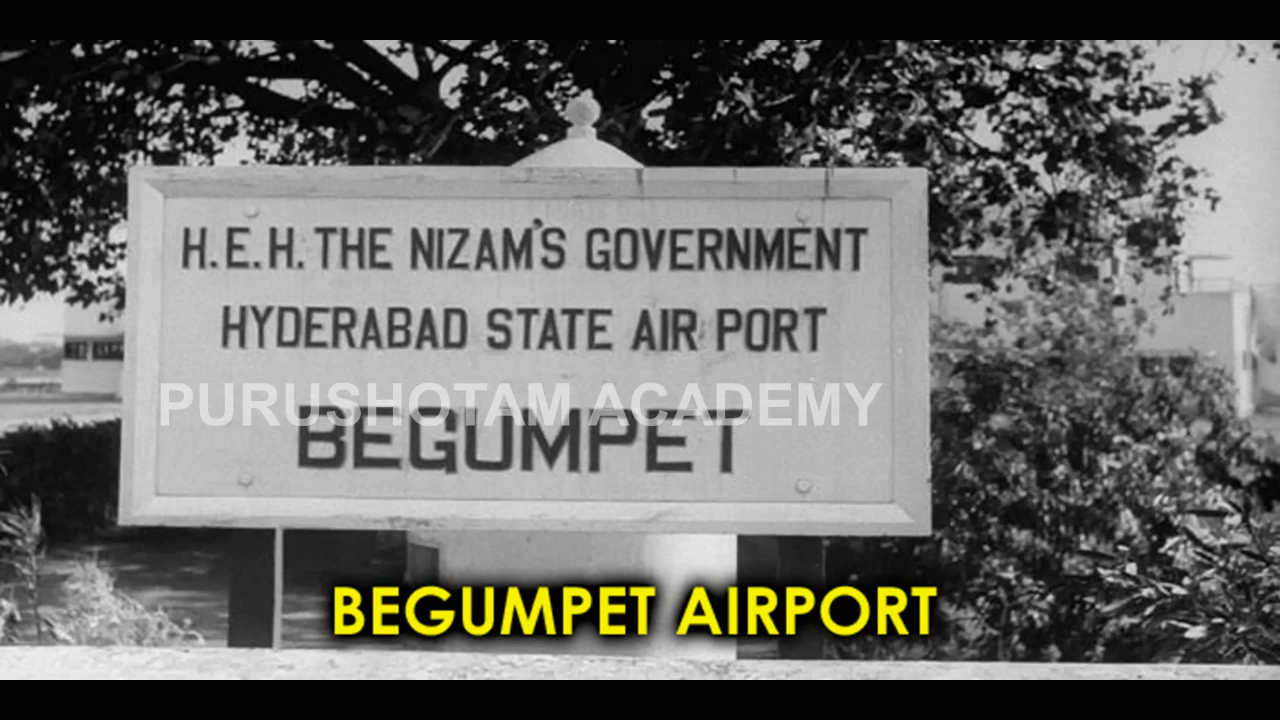 H.E.H. THE NIZAM'S GOVERNMENT
HYDERABAD STATE AIR PORT
PURUSHOTAM ACADEMY
BEGUMPET
BEGUMPET AIRPORT